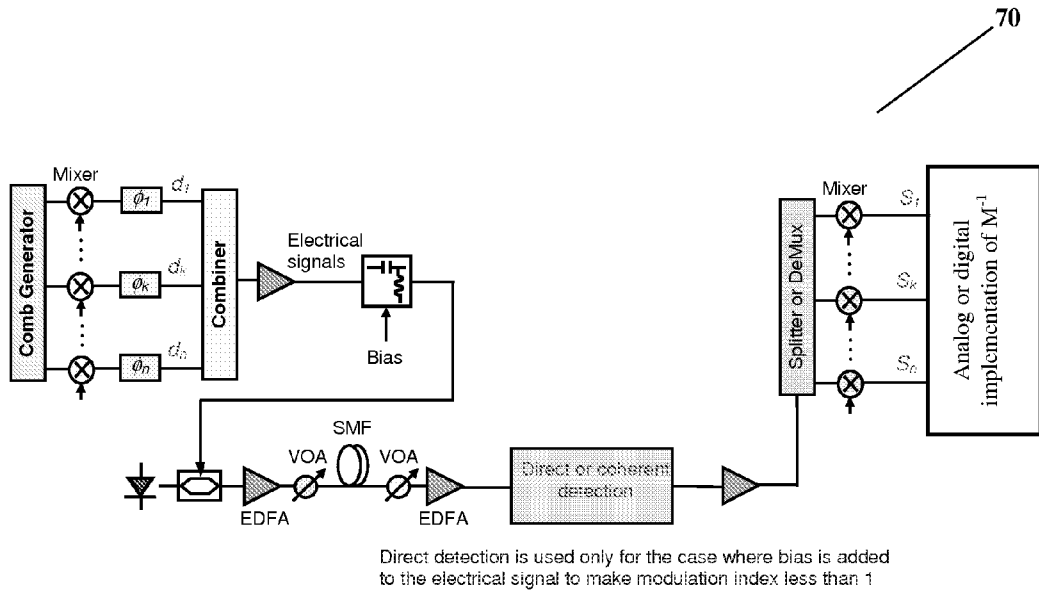 70
Mixer
ϕ1
d1
Comb Generator
ϕk
dk
ϕn
dn
Combiner
Electrical
signals
Bias
Mixer
S1
Splitter or DeMux
Sk
Sn
Analog or digital
implementation of M-1
SMF
VOA
VOA
EDFA
EDFA
Direct or coherent
detection
Direct detection is used only for the case where bias is added
to the electrical signal to make modulation index less than 1